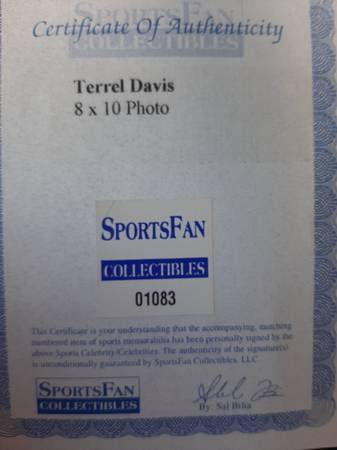 SPORTSFAN
COLLECTIBLES
Certificate Of Authenticity
Terrel Davis
8 x 10 Photo
SPORTSFAN
COLLECTIBLES
01083
This Certificate is your understanding that the accompanying, matching
numbered item of sports memorabilia has been personally signed by the
above Sports Celebrity/Celebrities. The authenticity of the signature(s)
is unconditionally guaranteed by SportsFan Collectibles, LLC
SPORTSFAN
COLLECTIBLES
By: Sal Bilia